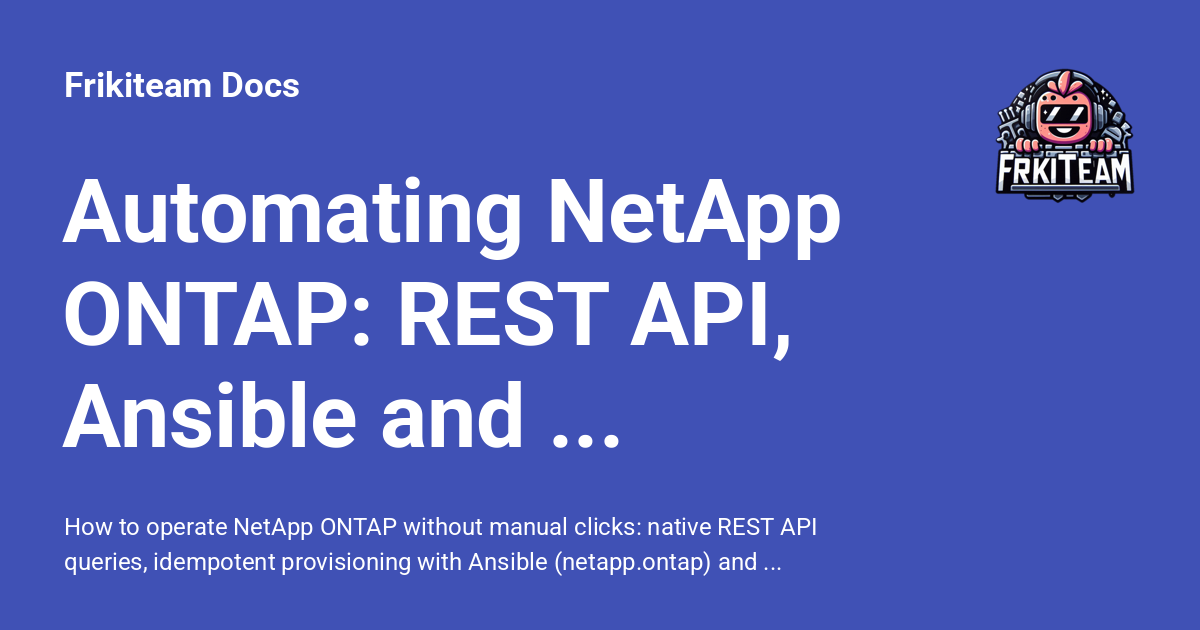 Frikiteam Docs
FRKITEAM
Automating NetApp
ONTAP: REST API,
Ansible and ...
How to operate NetApp ONTAP without manual clicks: native REST API
queries, idempotent provisioning with Ansible (netapp.ontap) and ...